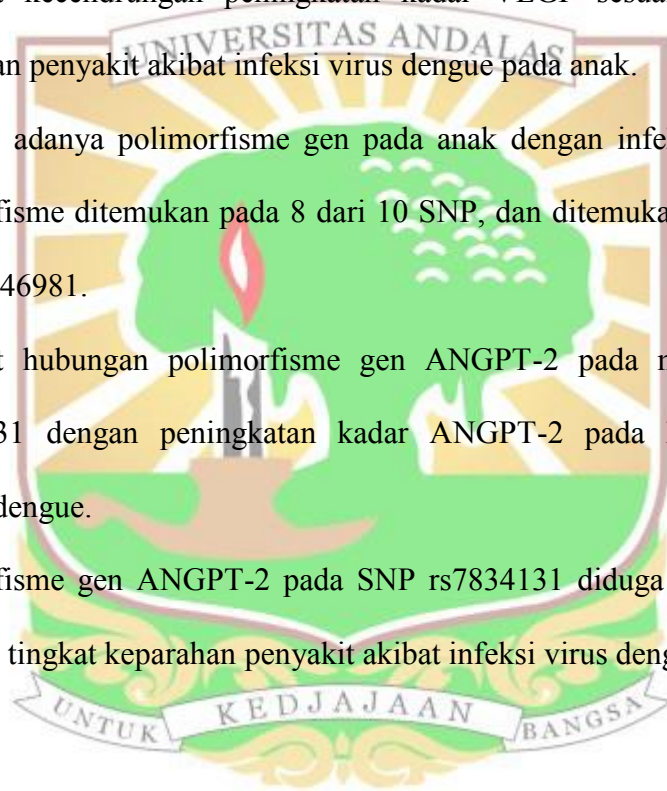 kecendrungan peningkatan kadar VEGF sesua
UNIVERSITAS ANDALAS
an penyakit akibat infeksi virus dengue pada anak.
adanya polimorfisme gen pada anak dengan infe
fisme ditemukan pada 8 dari 10 SNP, dan ditemuka
46981.
t hubungan polimorfisme gen ANGPT-2 pada
31 dengan peningkatan kadar ANGPT-2 pada
dengue.
fisme gen ANGPT-2 pada SNP rs7834131 diduga
tingkat keparahan penyakit akibat infeksi virus deng
UNTUK KEDJAJAAN BANGSA